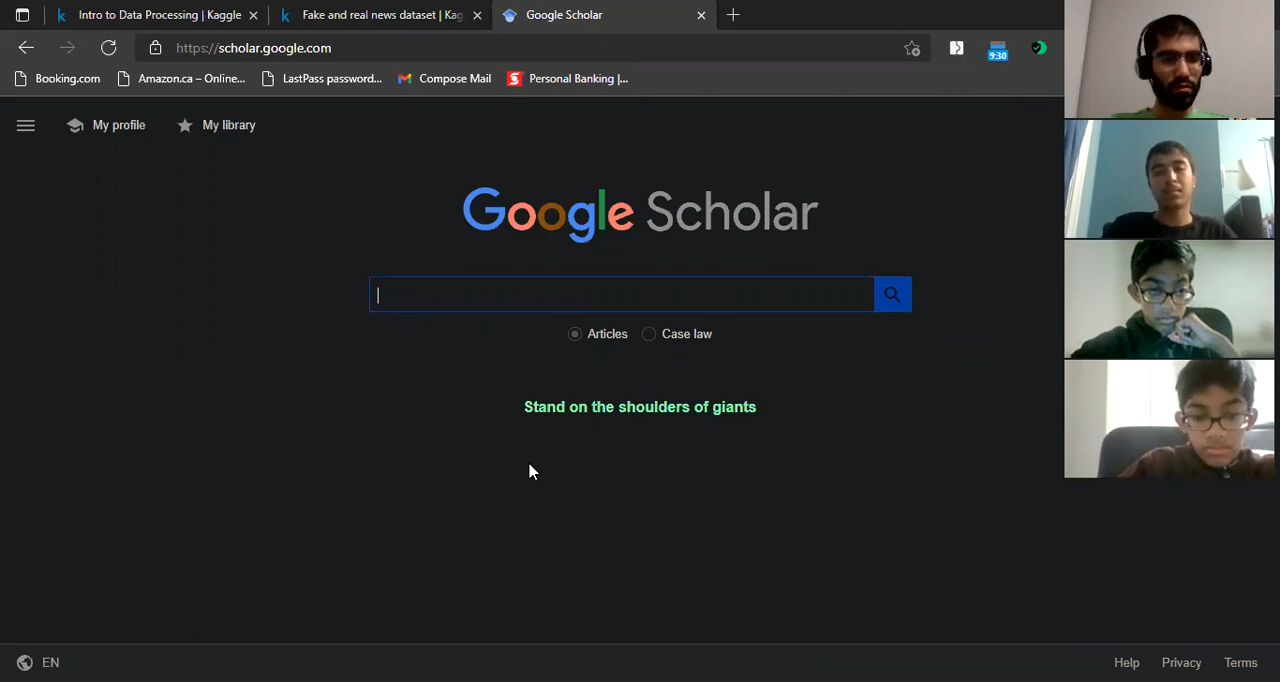 Intro to Data Processing | Kaggle
Fake and real news dataset | Kag
Google Scholar
https://scholar.google.com
9:30
Booking.com
Amazon.ca – Online...
LastPass password...
Compose Mail
Personal Banking |...
My profile
My library
Google Scholar
Articles
Case law
Stand on the shoulders of giants
EN
Help
Privacy
Terms